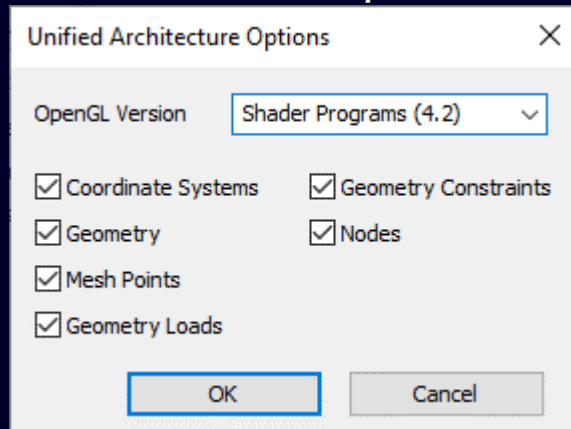 Unified Architecture Options
OpenGL Version Shader Programs (4.2)
Coordinate Systems Geometry Constraints
Geometry Nodes
Mesh Points
Geometry Loads
OK Cancel